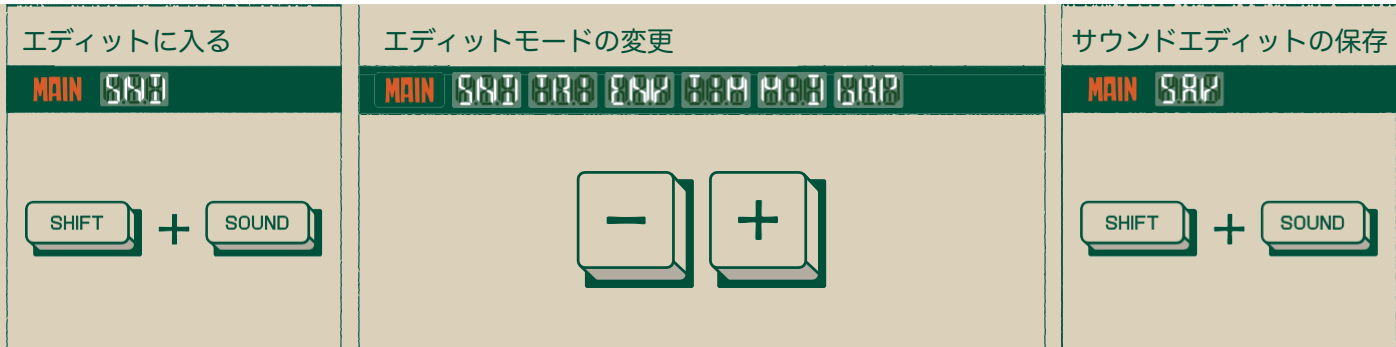 エディットに入る
MAIN SND
SHIFT + SOUND
エディットモードの変更
MAIN SND TRG ENV TIM MOD GRP
− +
サウンドエディットの保存
MAIN SAV
SHIFT + SOUND